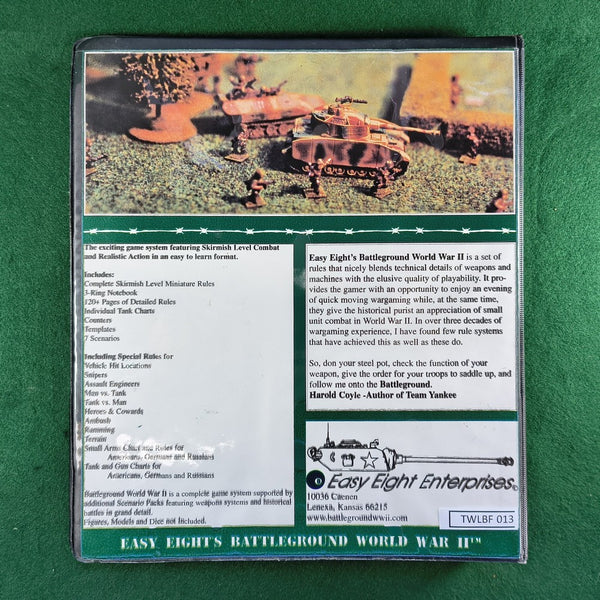 The exciting game system featuring Skirmish Level Combat
and Realistic Action in an easy to learn format.
Includes:
Complete Skirmish Level Miniature Rules
3-Ring Notebook
120+ Pages of Detailed Rules
Individual Tank Charts
Counters
Templates
7 Scenarios
Including Special Rules for
Vehicle Hit Locations
Snipers
Assault Engineers
Men vs. Tank
Tank vs. Man
Heroes & Cowards
Ambush
Ramming
Terrain
Small Arms Chart and Rules for
Americans, Germans and Russians
Tank and Gun Charts for
Americans, Germans and Russians
Battleground World War II is a complete game system supported by
additional Scenario Packs featuring weapons systems and historical
battles in grand detail.
Figures, Models and Dice not Included.
Easy Eight's Battleground World War II is a set of
rules that nicely blends technical details of weapons and
machines with the elusive quality of playability. It pro-
vides the gamer with an opportunity to enjoy an evening
of quick moving wargaming while, at the same time,
they give the historical purist an appreciation of small
unit combat in World War II. In over three decades of
wargaming experience, I have found few rule systems
that have achieved this as well as these do.
So, don your steel pot, check the function of your
weapon, give the order for your troops to saddle up, and
follow me onto the Battleground.
Harold Coyle -Author of Team Yankee
Easy Eight Enterprises
10036 Caenen
Lenexa, Kansas 66215
www.battlegroundwwii.com
TWLBF 013
EASY EIGHT'S BATTLEGROUND WORLD WAR II™